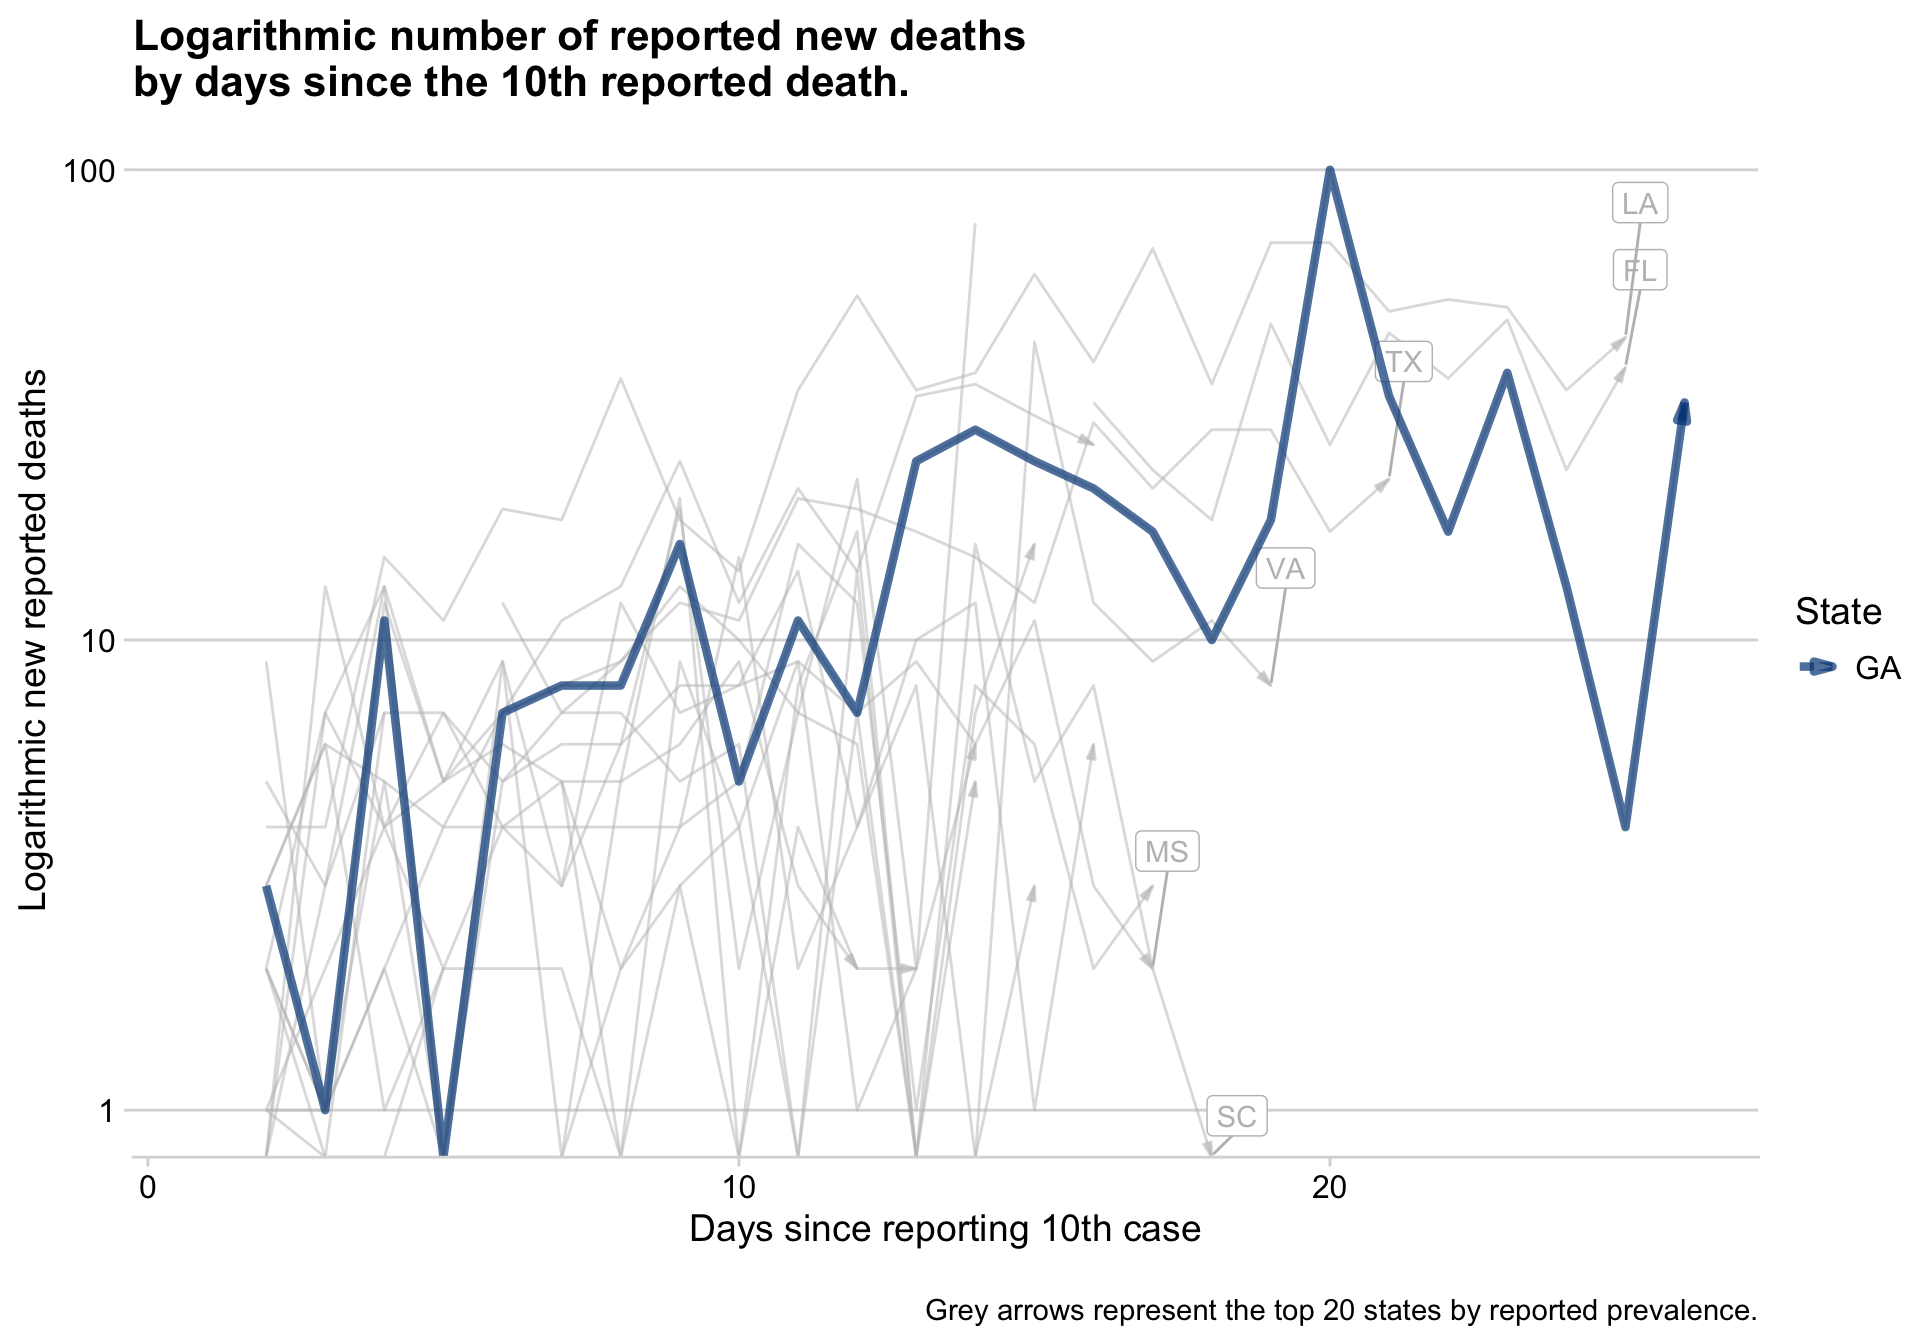 Logarithmic number of reported new deaths
by days since the 10th reported death.
Logarithmic new reported deaths
100
10
1
LA
FL
TX
VA
MS
SC
State
GA
0
10
20
Days since reporting 10th case
Grey arrows represent the top 20 states by reported prevalence.